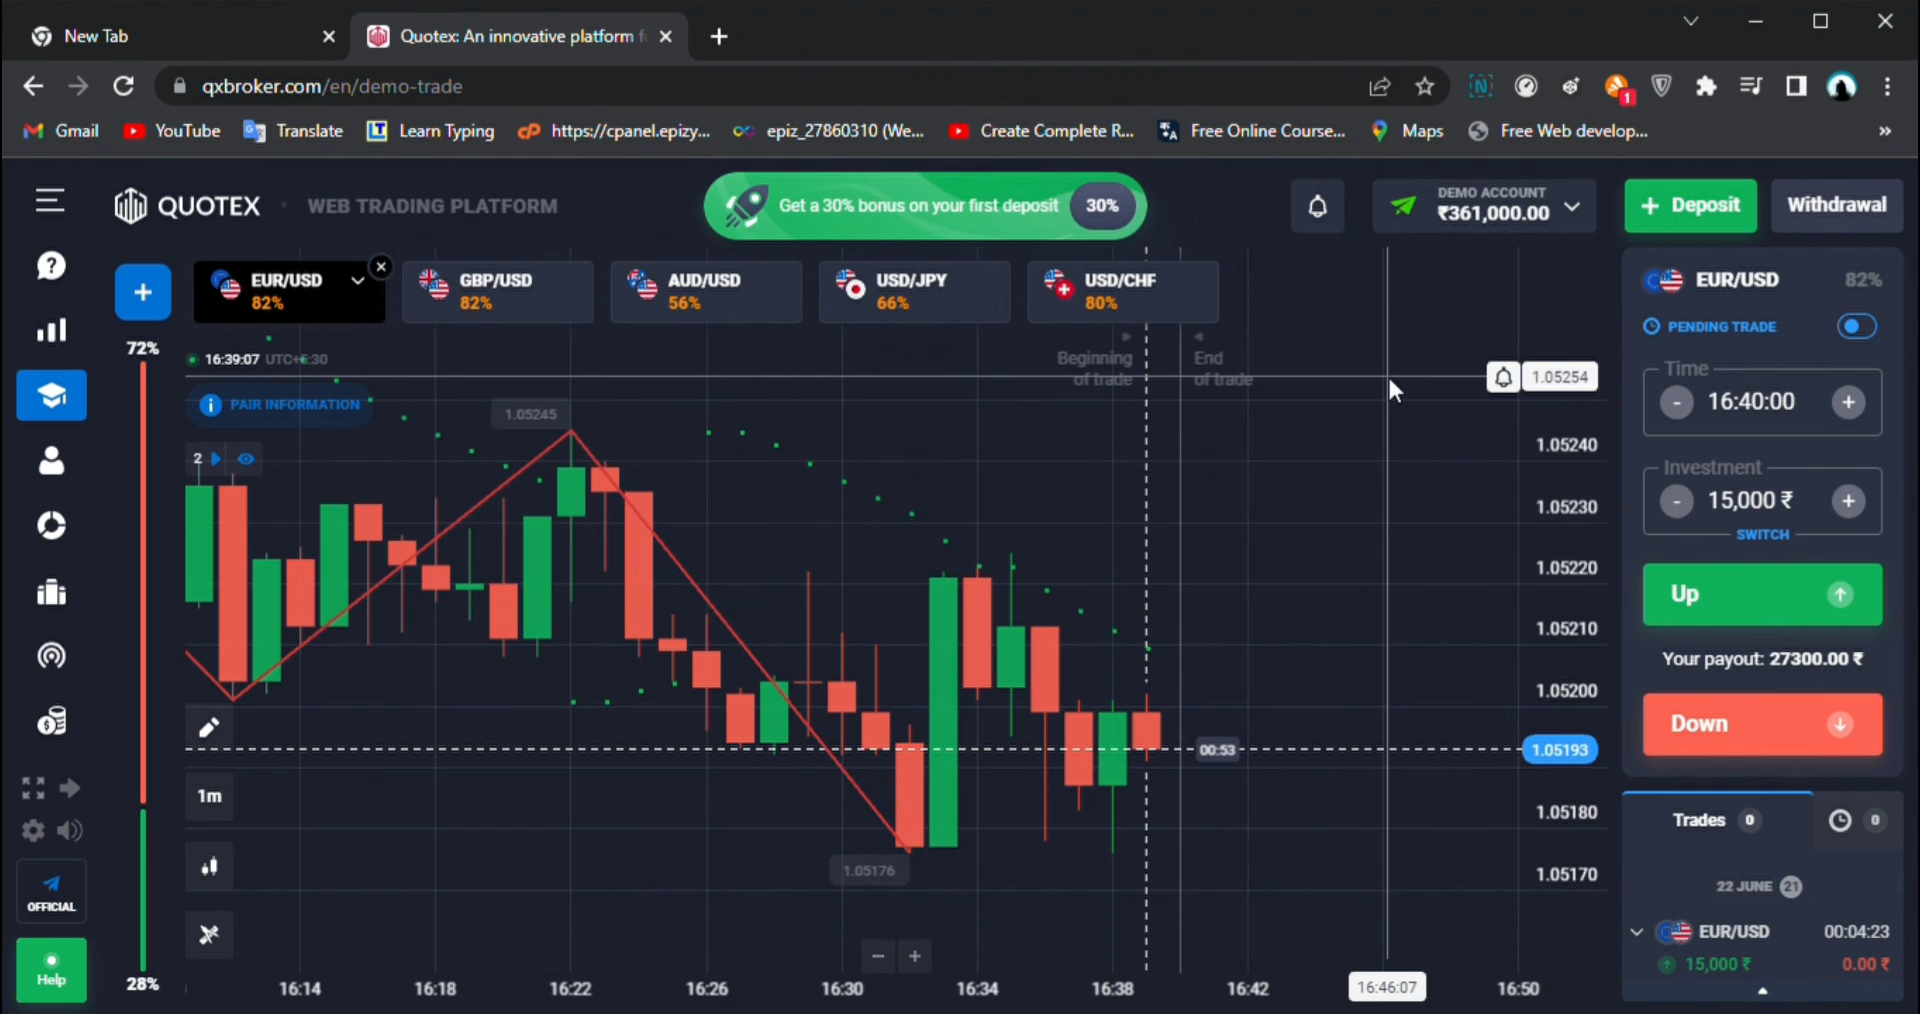 New Tab
Quotex: An innovative platform f
qxbroker.com/en/demo-trade
1
Gmail
YouTube
Translate
Learn Typing
https://cpanel.epizy...
epiz_27860310 (We...
Create Complete R...
Free Online Course...
Maps
Free Web develop...
»
QUOTEX
WEB TRADING PLATFORM
Get a 30% bonus on your first deposit
30%
DEMO ACCOUNT
₹361,000.00
+ Deposit
Withdrawal
EUR/USD
82%
GBP/USD
82%
AUD/USD
56%
USD/JPY
66%
USD/CHF
80%
EUR/USD
82%
PENDING TRADE
72%
16:39:07 UTC+5:30
Beginning
of trade
End
of trade
1.05254
PAIR INFORMATION
1.05245
2
Time
- 16:40:00 +
1.05240
1.05230
1.05220
1.05210
1.05200
1.05193
1.05180
1.05170
00:53
1.05176
Investment
- 15,000 ₹ +
SWITCH
Up
Your payout: 27300.00 ₹
Down
1m
Trades 0
0
22 JUNE 21
EUR/USD 00:04:23
15,000 ₹ 0.00 ₹
OFFICIAL
Help
28%
- +
16:14
16:18
16:22
16:26
16:30
16:34
16:38
16:42
16:46:07
16:50